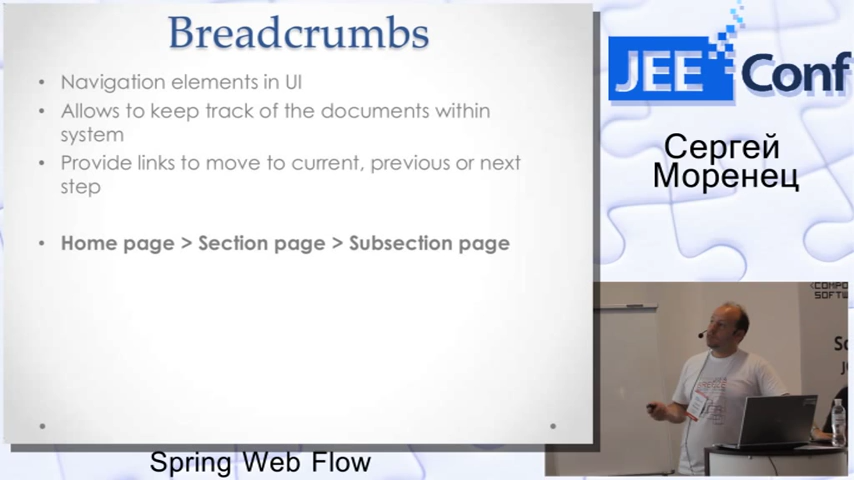 Breadcrumbs
• Navigation elements in UI
• Allows to keep track of the documents within
system
• Provide links to move to current, previous or next
step
• Home page > Section page > Subsection page
JEE Conf
Сергей
Моренец
Spring Web Flow